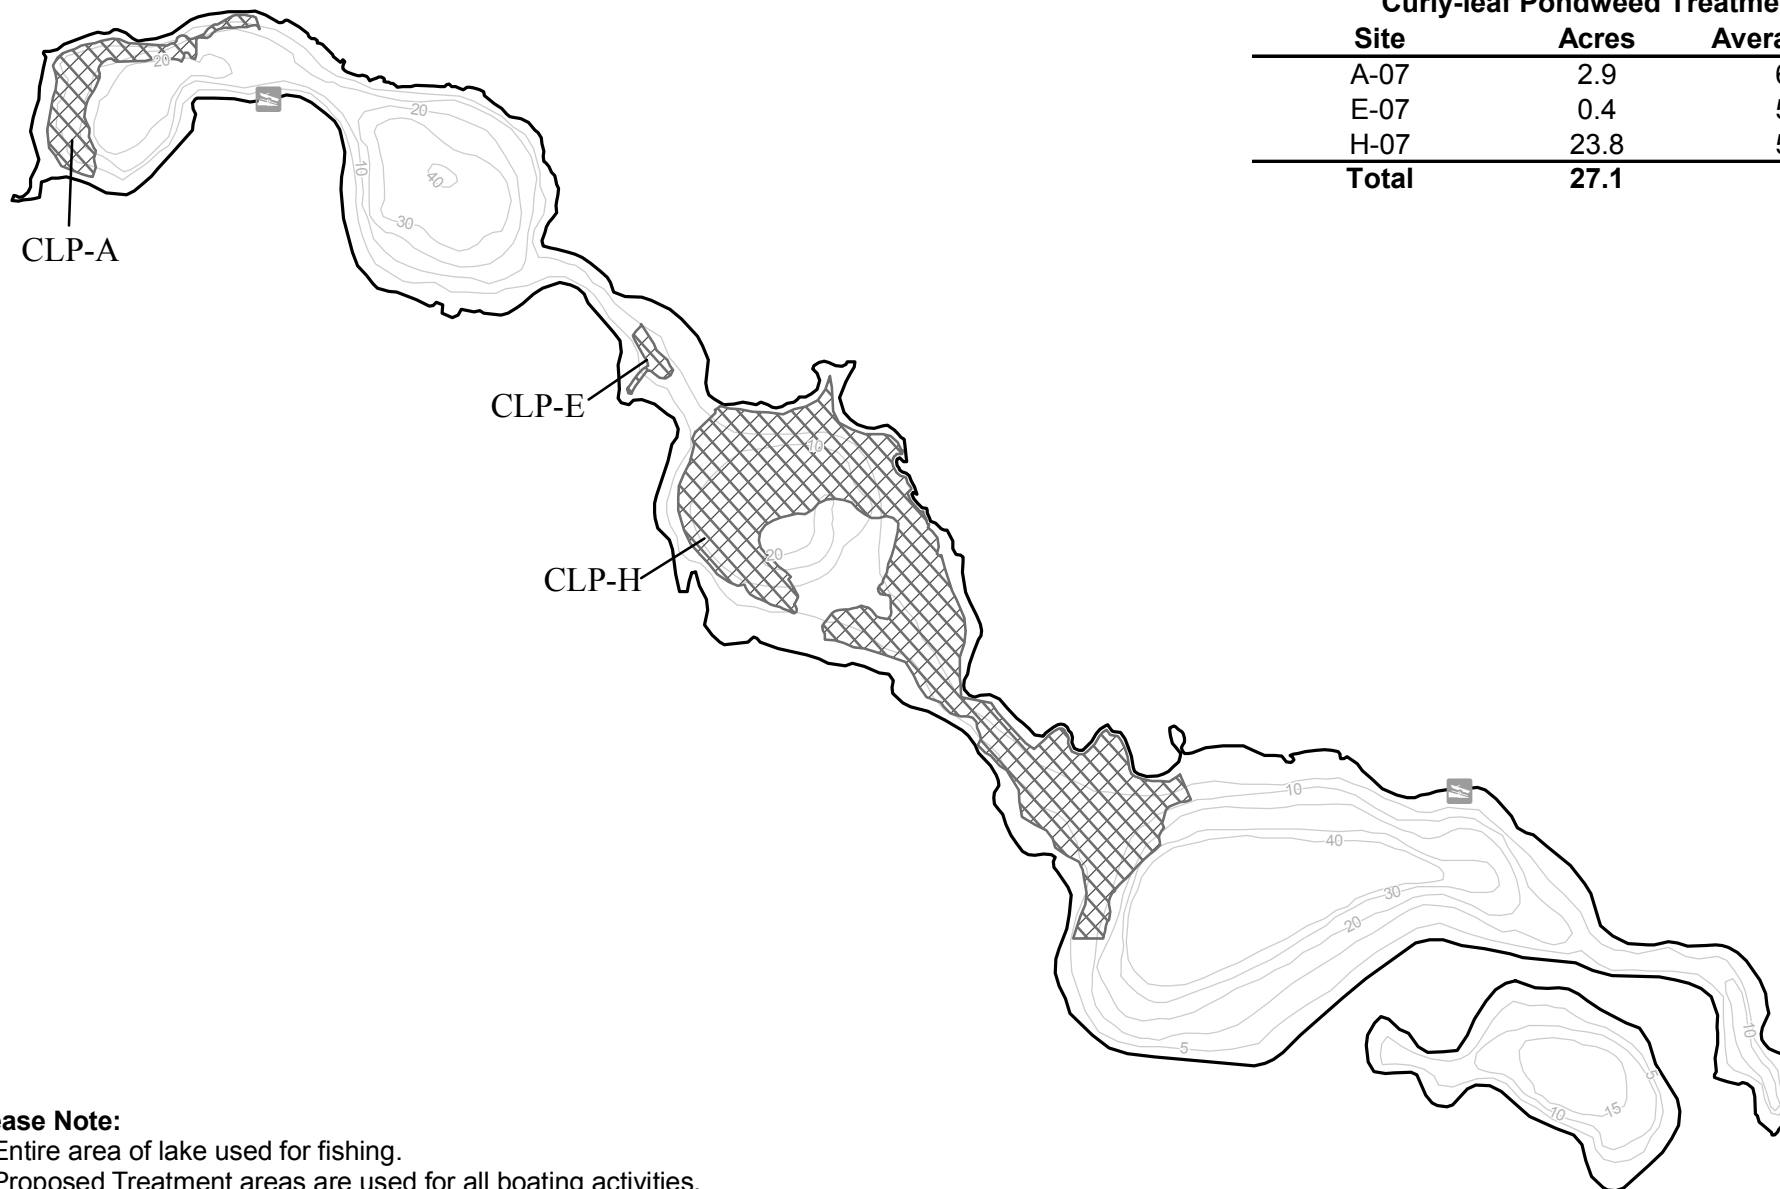 Curly-leaf Pondweed Treatme
Site Acres Avera
A-07 2.9
E-07 0.4
H-07 23.8
Total 27.1
20
20
10
40
30
CLP-A
CLP-E
10
20
CLP-H
10
40
30
20
5
10
5
10
15
ease Note:
Entire area of lake used for fishing.
Proposed Treatment areas are used for all boating activities.